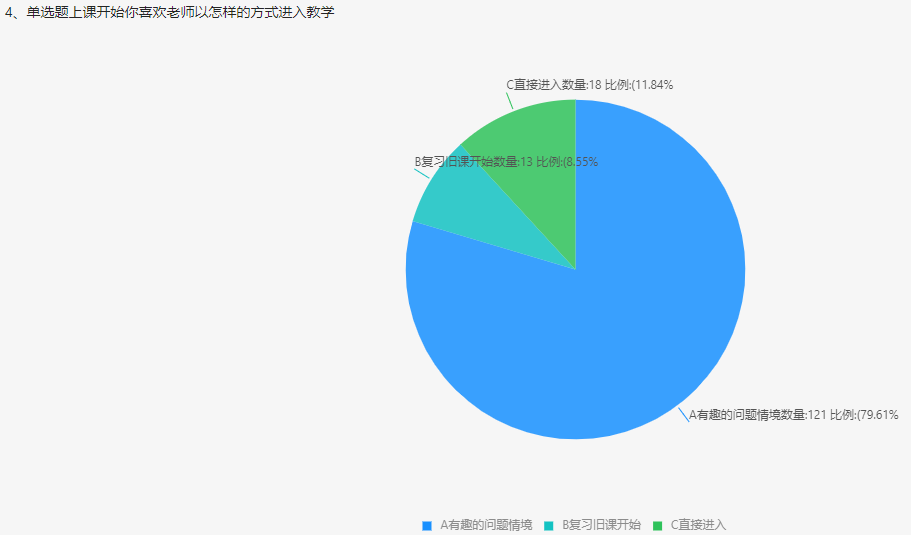 4、单选题上课开始你喜欢老师以怎样的方式进入教学
C直接进入数量:18 比例:(11.84%
B复习旧课开始数量:13 比例:(8.55%
A有趣的问题情境数量:121 比例:(79.61%
A有趣的问题情境 B复习旧课开始 C直接进入